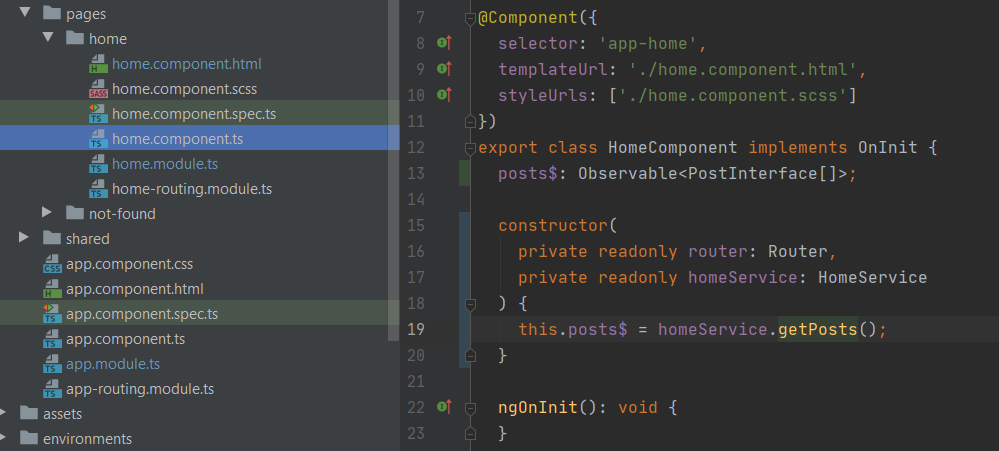 pages
home
home.component.html
home.component.scss
home.component.spec.ts
home.component.ts
home.module.ts
home-routing.module.ts
not-found
shared
app.component.css
app.component.html
app.component.spec.ts
app.component.ts
app.module.ts
app-routing.module.ts
assets
environments
7 @Component({
8 selector: 'app-home',
9 templateUrl: './home.component.html',
10 styleUrls: ['./home.component.scss']
11 })
12 export class HomeComponent implements OnInit {
13 posts$: Observable<PostInterface[]>;
14
15 constructor(
16 private readonly router: Router,
17 private readonly homeService: HomeService
18 ) {
19 this.posts$ = homeService.getPosts();
20 }
21
22 ngOnInit(): void {
23 }